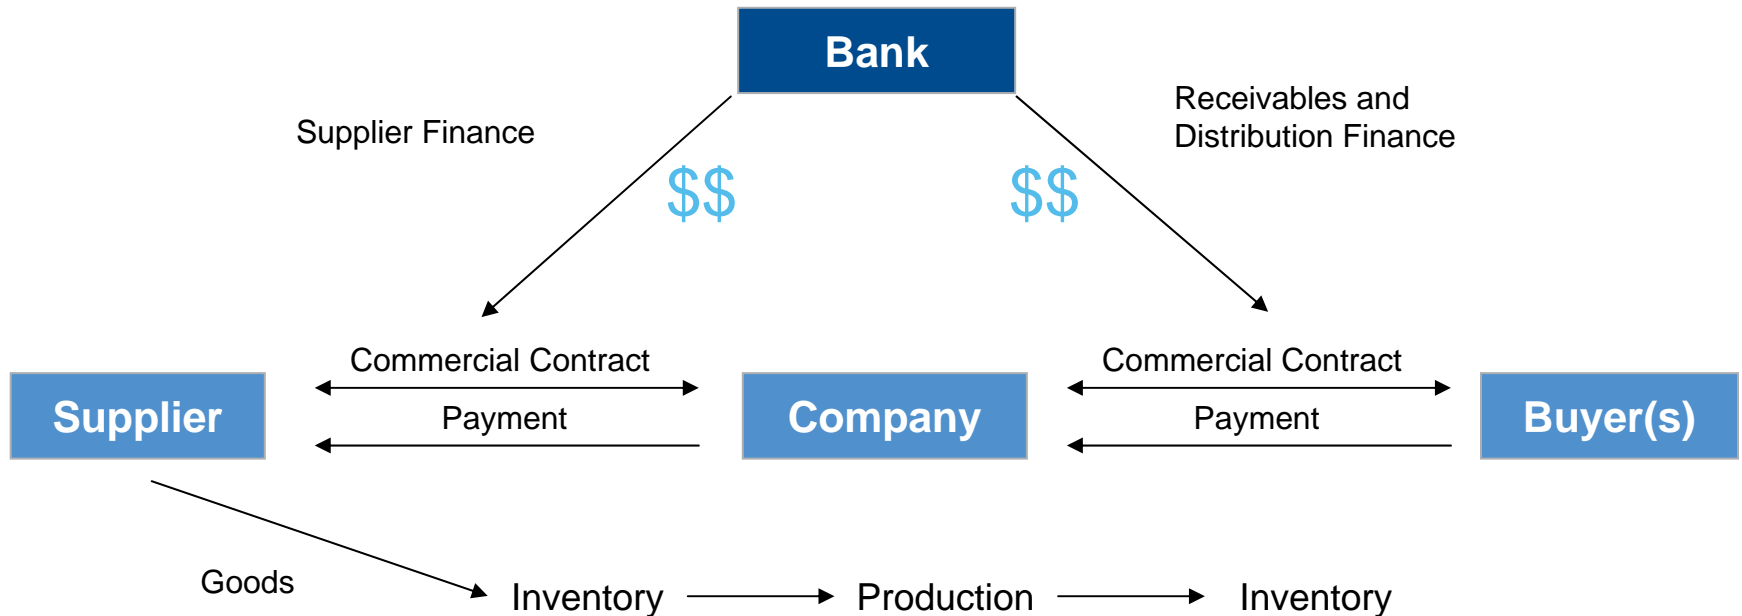 Bank
Receivables and
Distribution Finance
Supplier Finance
$$
$$
Commercial Contract
Commercial Contract
Supplier
Payment
Company
Payment
Buyer(s)
Goods
Inventory
Production
Inventory